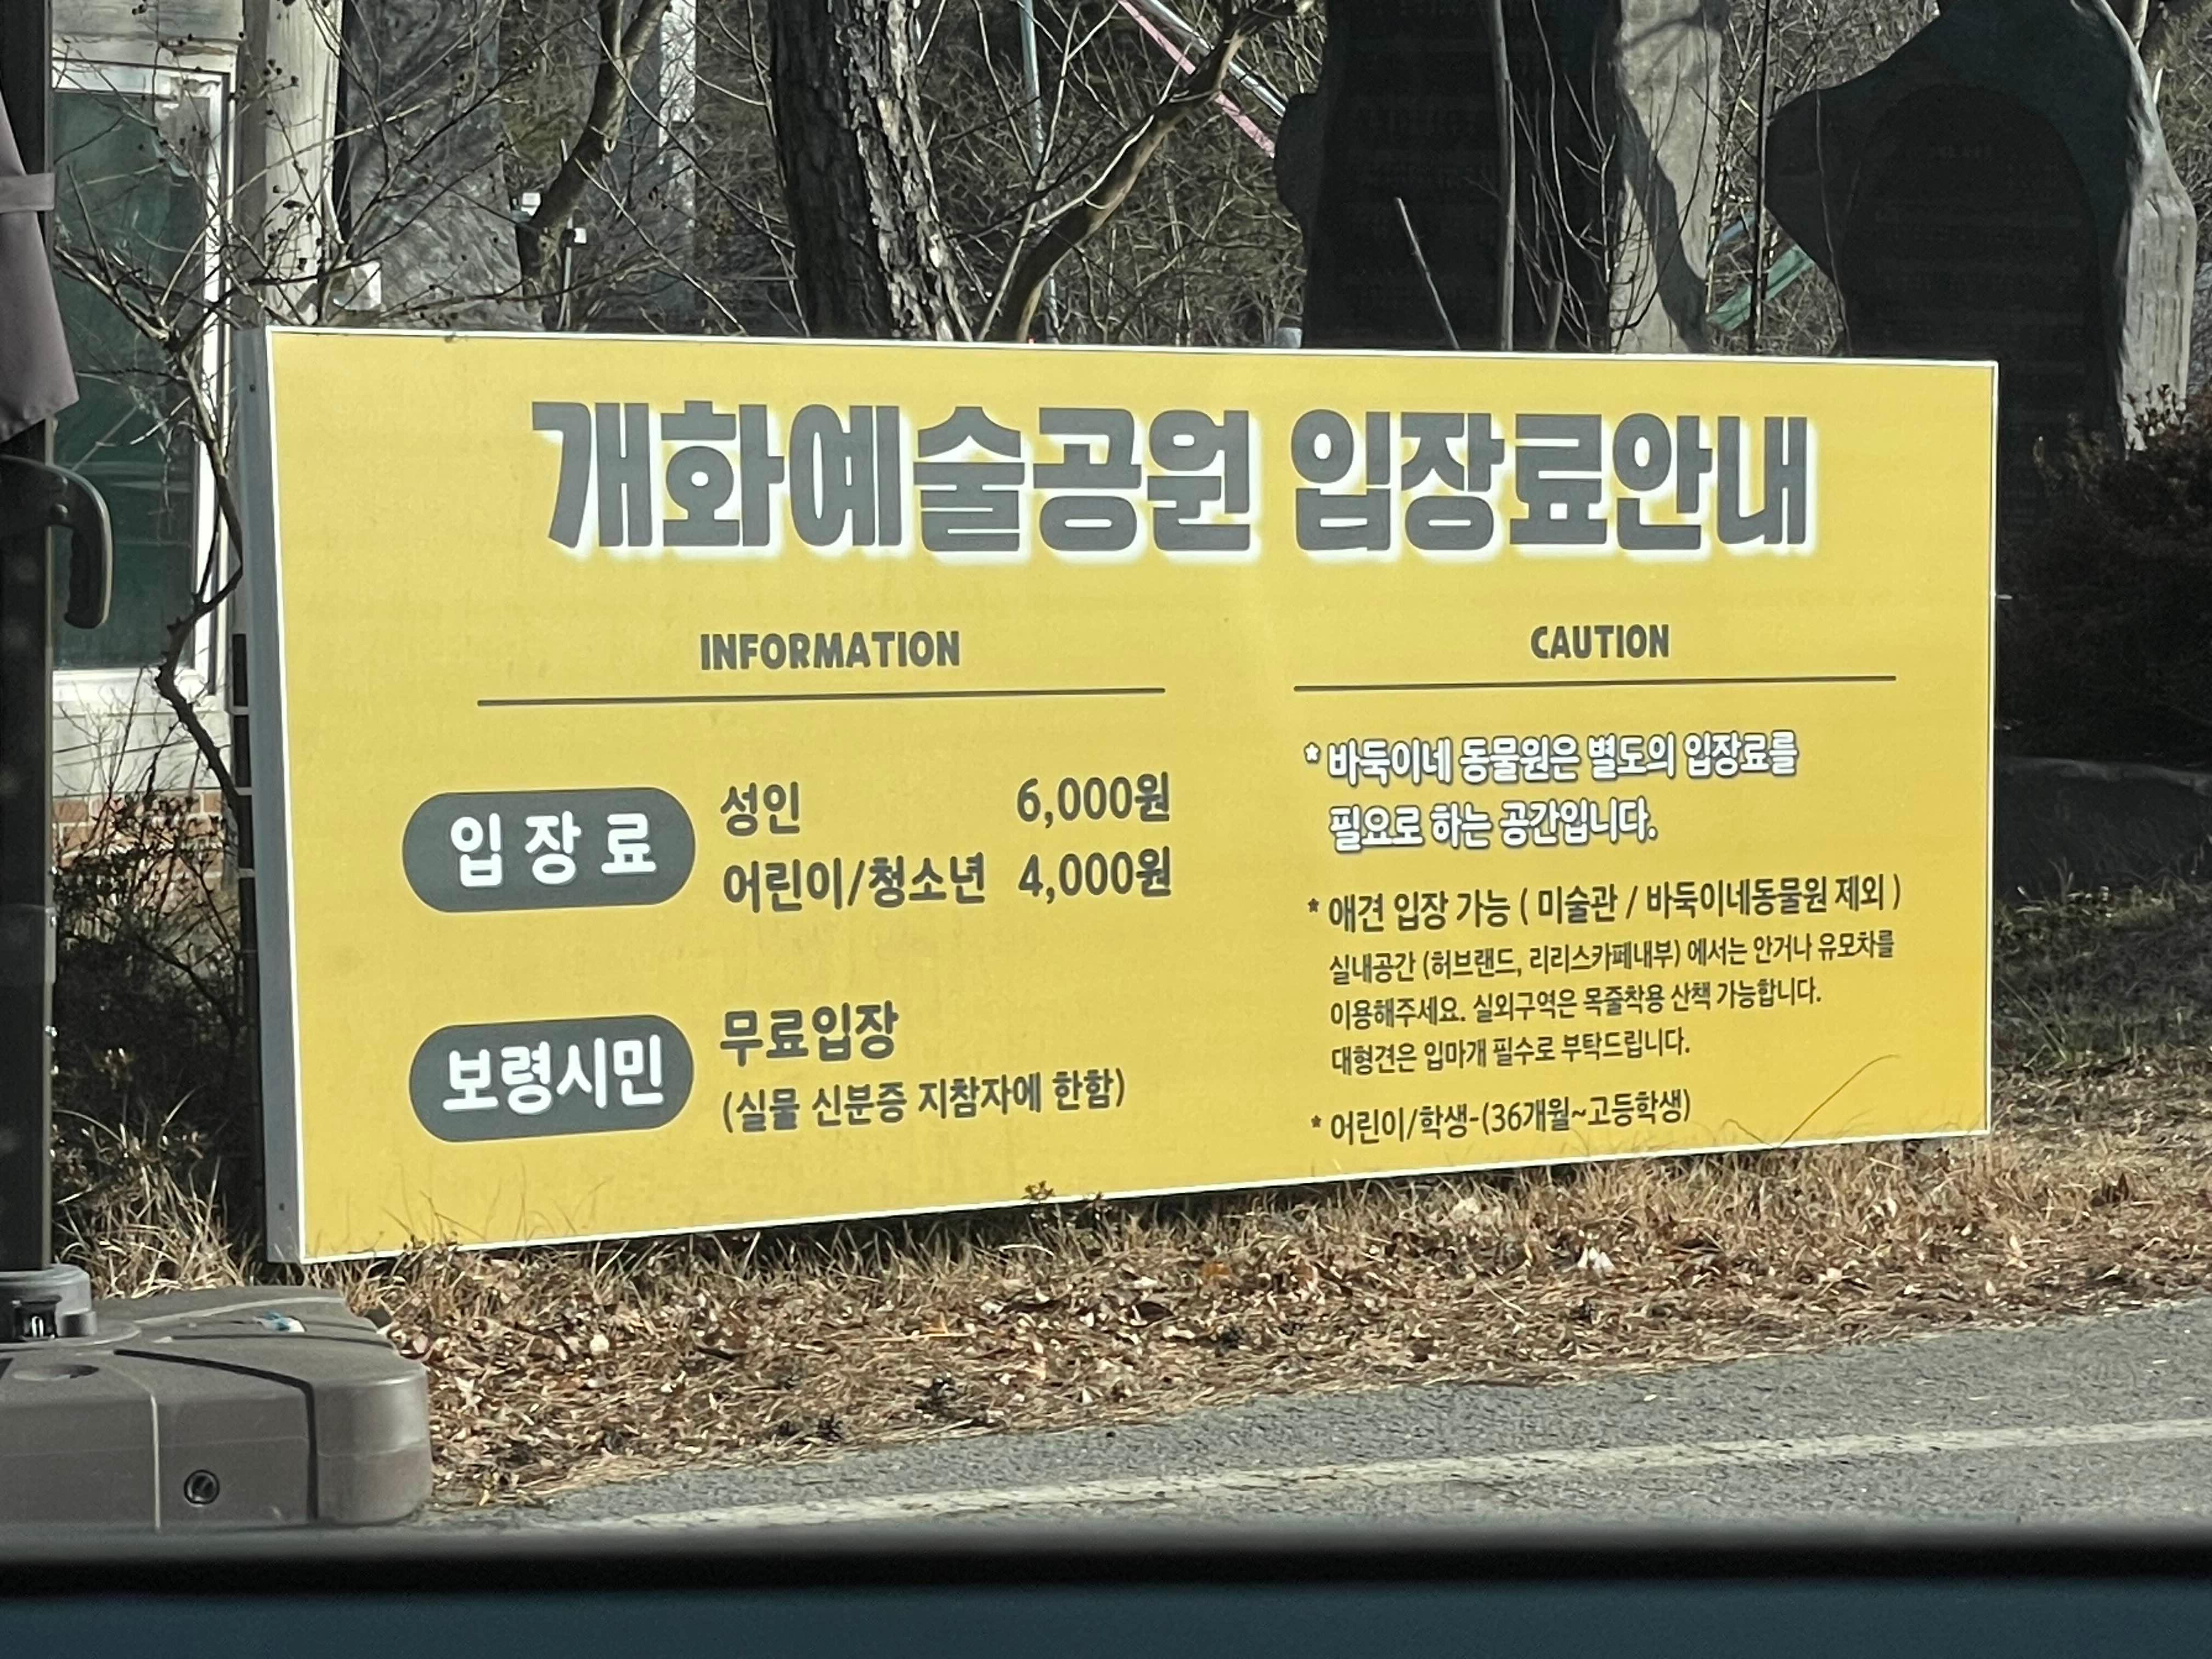 개화예술공원 입장료안내
INFORMATION
입장료
성인 6,000원
어린이/청소년 4,000원
보령시민
무료입장
(실물 신분증 지참자에 한함)
CAUTION
* 바둑이네 동물원은 별도의 입장료를
필요로 하는 공간입니다.
* 애견 입장 가능 ( 미술관 / 바둑이네동물원 제외 )
실내공간 (허브랜드, 리리스카페내부) 에서는 안거나 유모차를
이용해주세요. 실외구역은 목줄착용 산책 가능합니다.
대형견은 입마개 필수로 부탁드립니다.
* 어린이/학생-(36개월~고등학생)